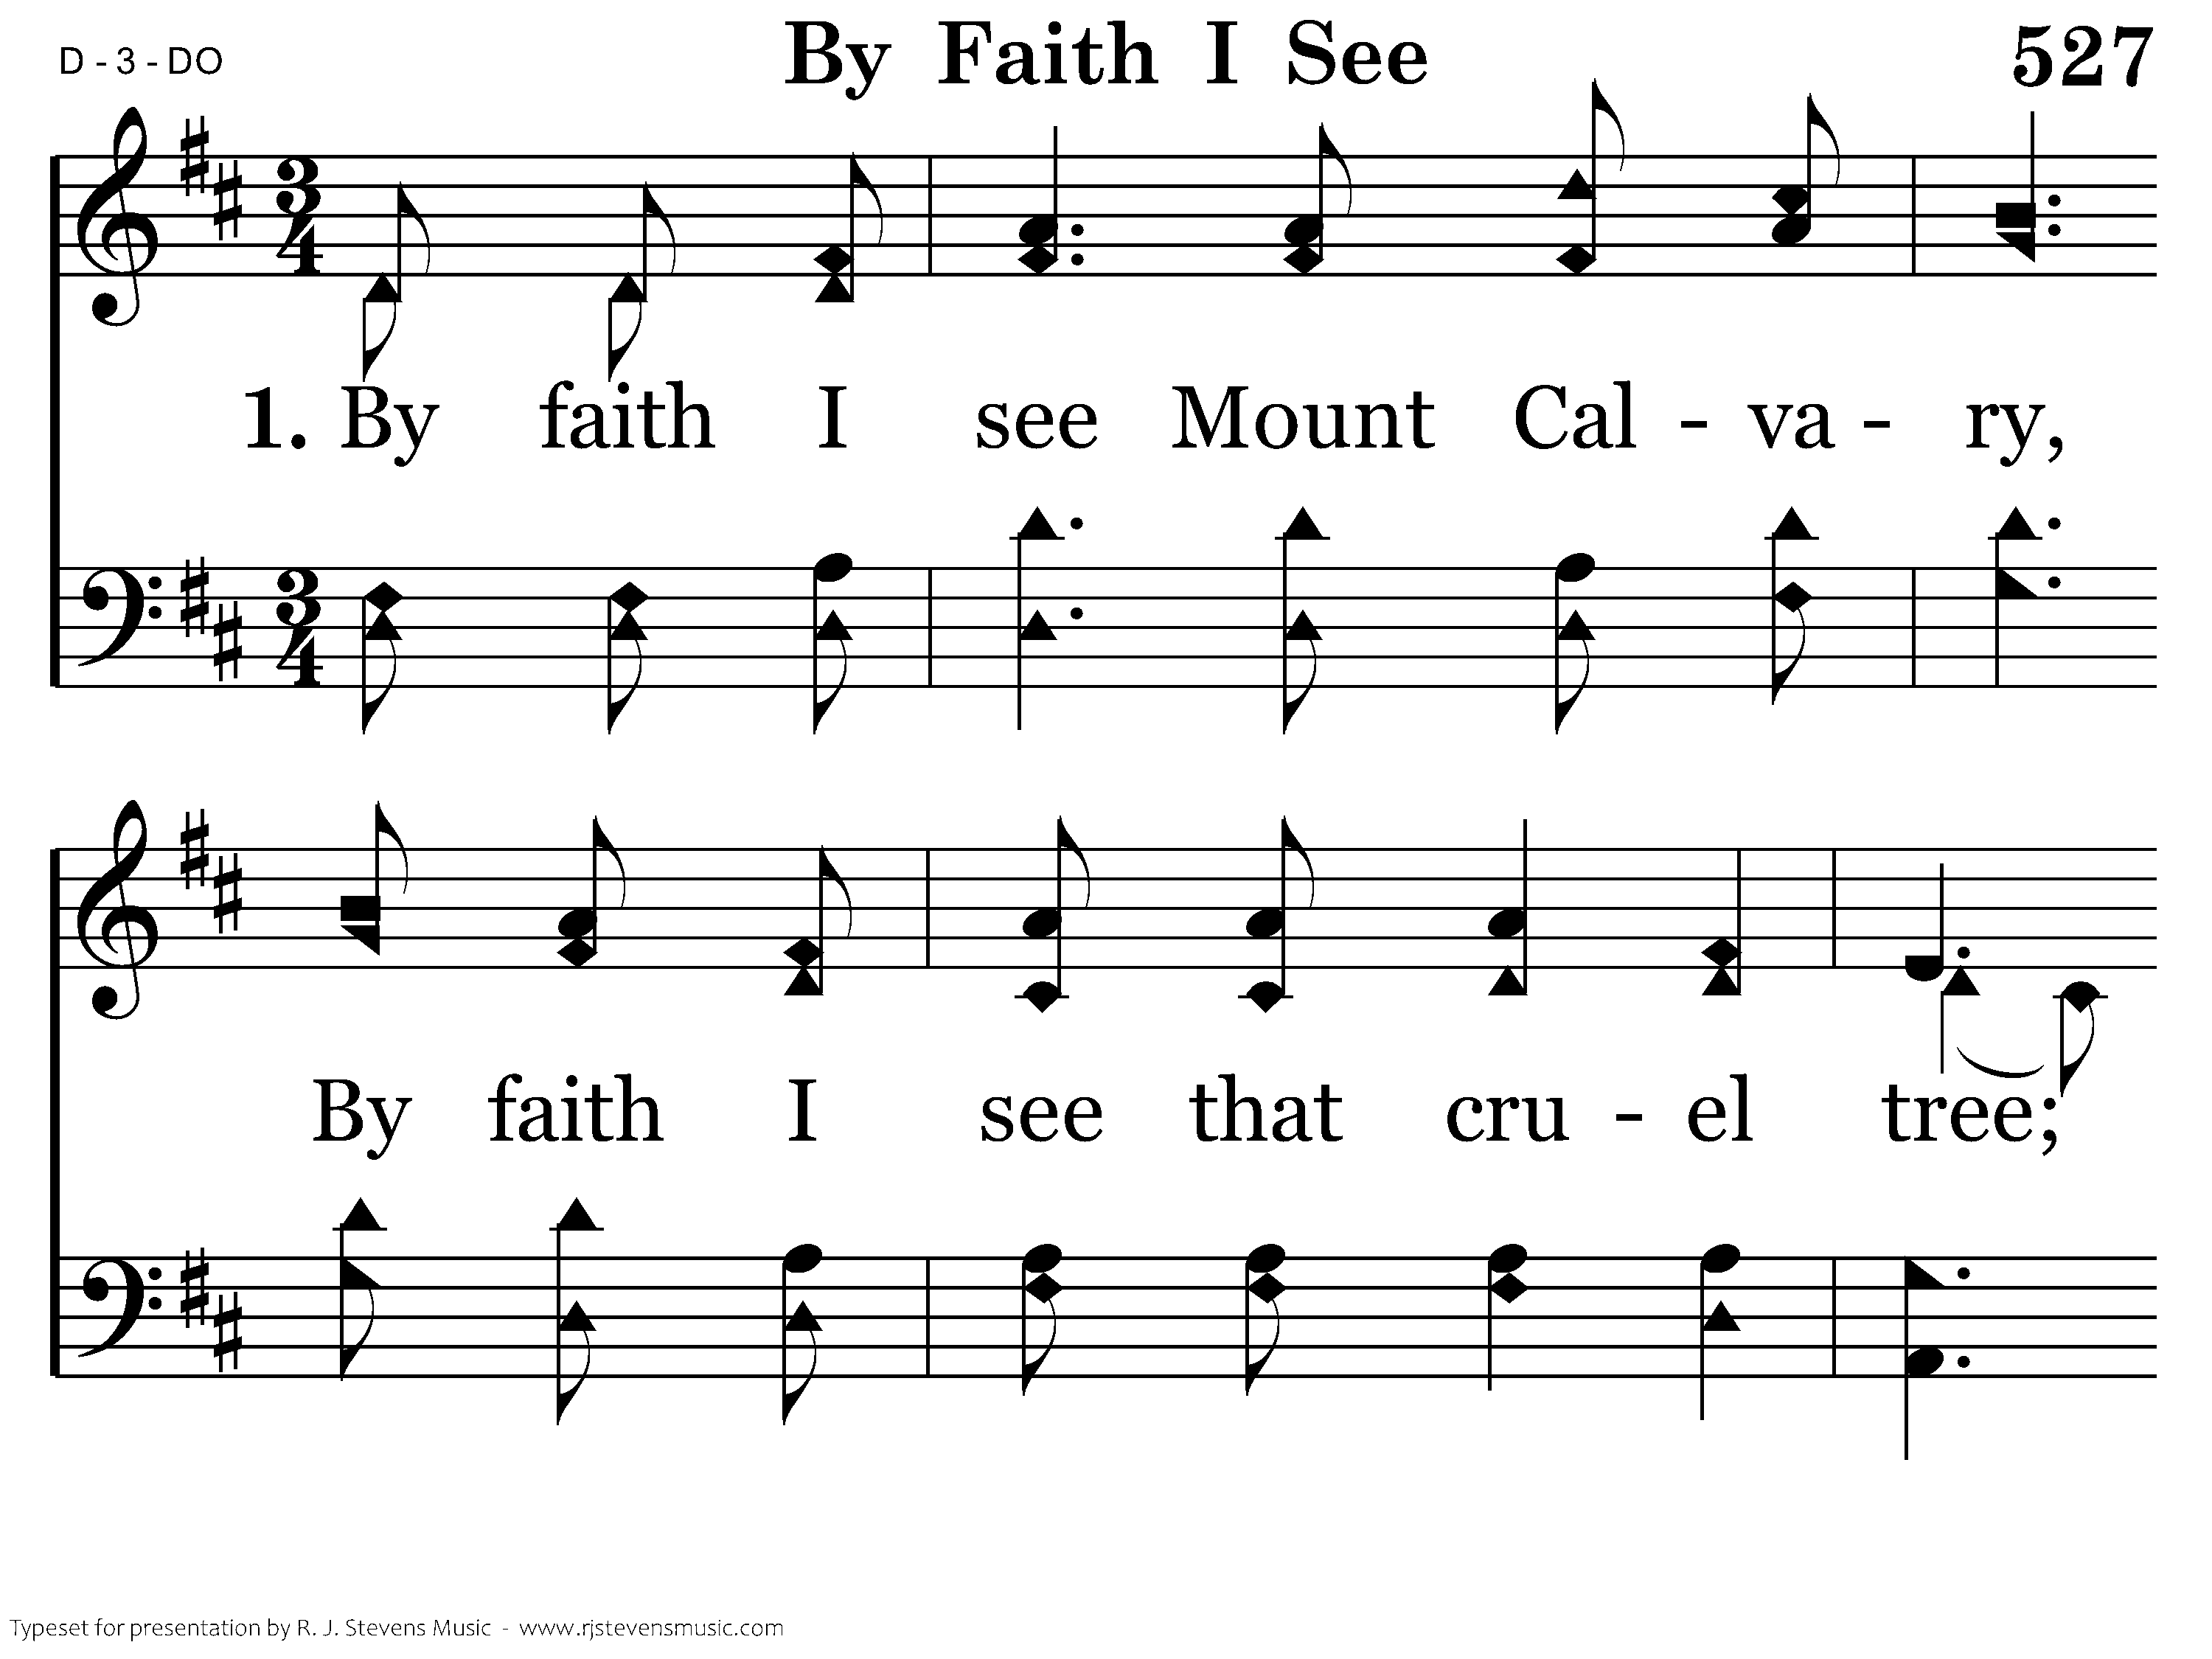 D - 3 - DO
By Faith I See
527
1. By faith I see Mount Cal - va - ry,
By faith I see that cru - el tree;
Typeset for presentation by R. J. Stevens Music - www.rjstevensmusic.com